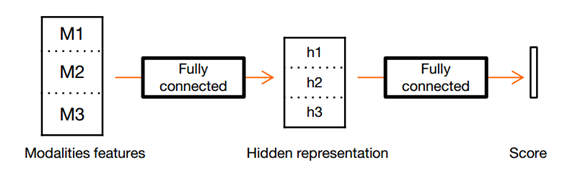 M1
M2
M3
Fully
connected
h1
h2
h3
Fully
connected
Modalities features
Hidden representation
Score